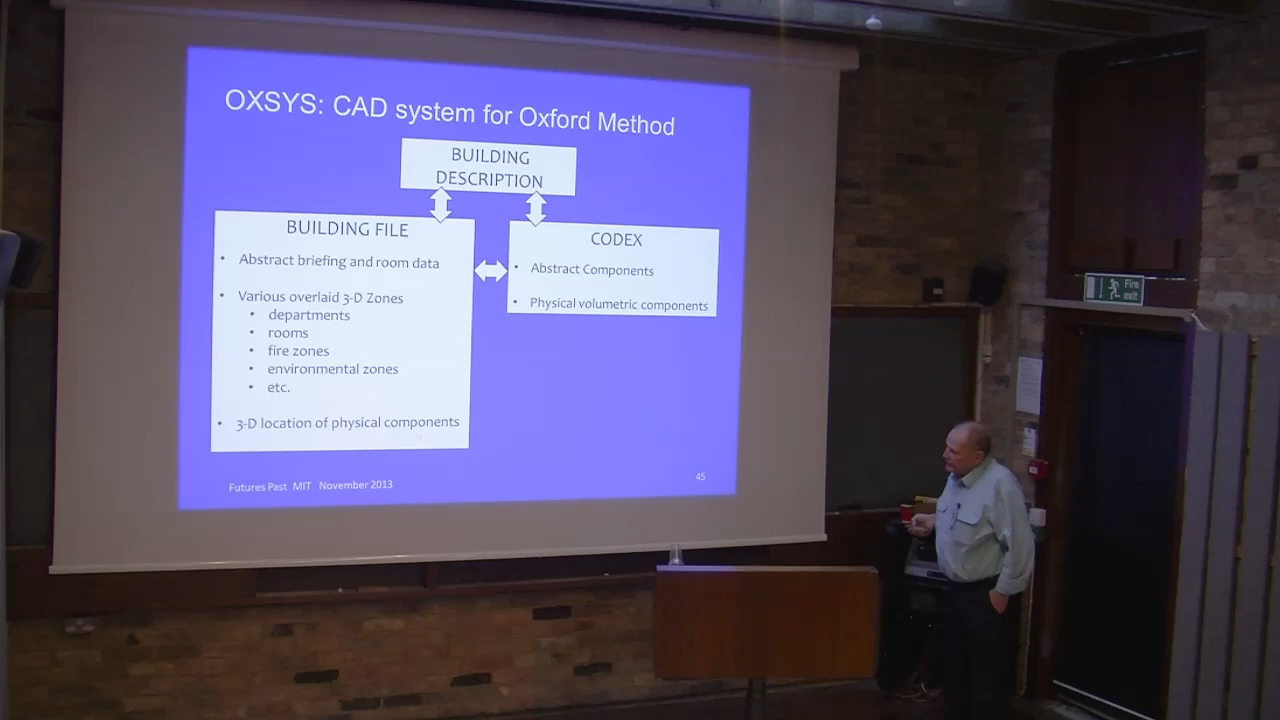 OXSYS: CAD system for Oxford Method
BUILDING
DESCRIPTION
BUILDING FILE
• Abstract briefing and room data
• Various overlaid 3-D Zones
• departments
• rooms
• fire zones
• environmental zones
• etc.
• 3-D location of physical components
CODEX
• Abstract Components
• Physical volumetric components
Futures Past MIT November 2013
45
Fire
exit